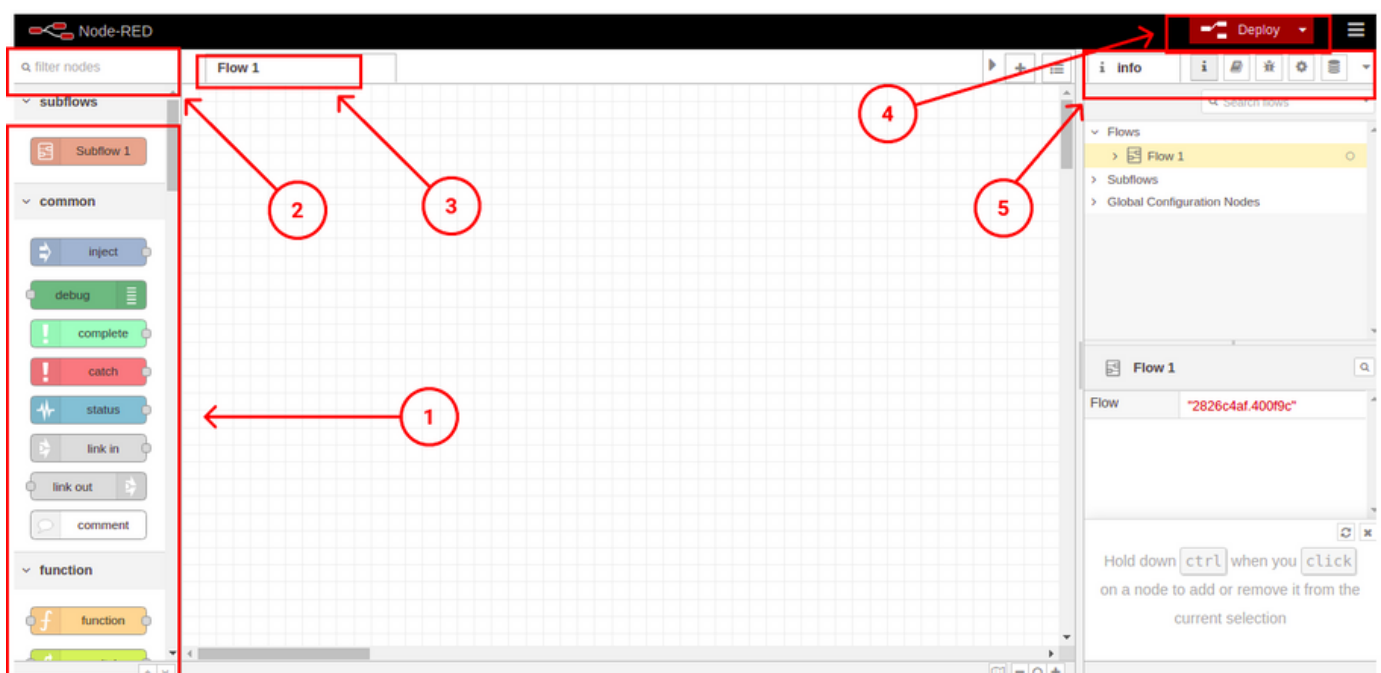 Node-RED
Deploy
filter nodes
Flow 1
i info
i
Search flows
subflows
Subflow 1
common
inject
debug
complete
catch
status
link in
link out
comment
function
function
1
2
3
4
5
Flows
Flow 1
Subflows
Global Configuration Nodes
Flow 1
Flow "2826c4af.400f9c"
Hold down ctrl when you click
on a node to add or remove it from the
current selection